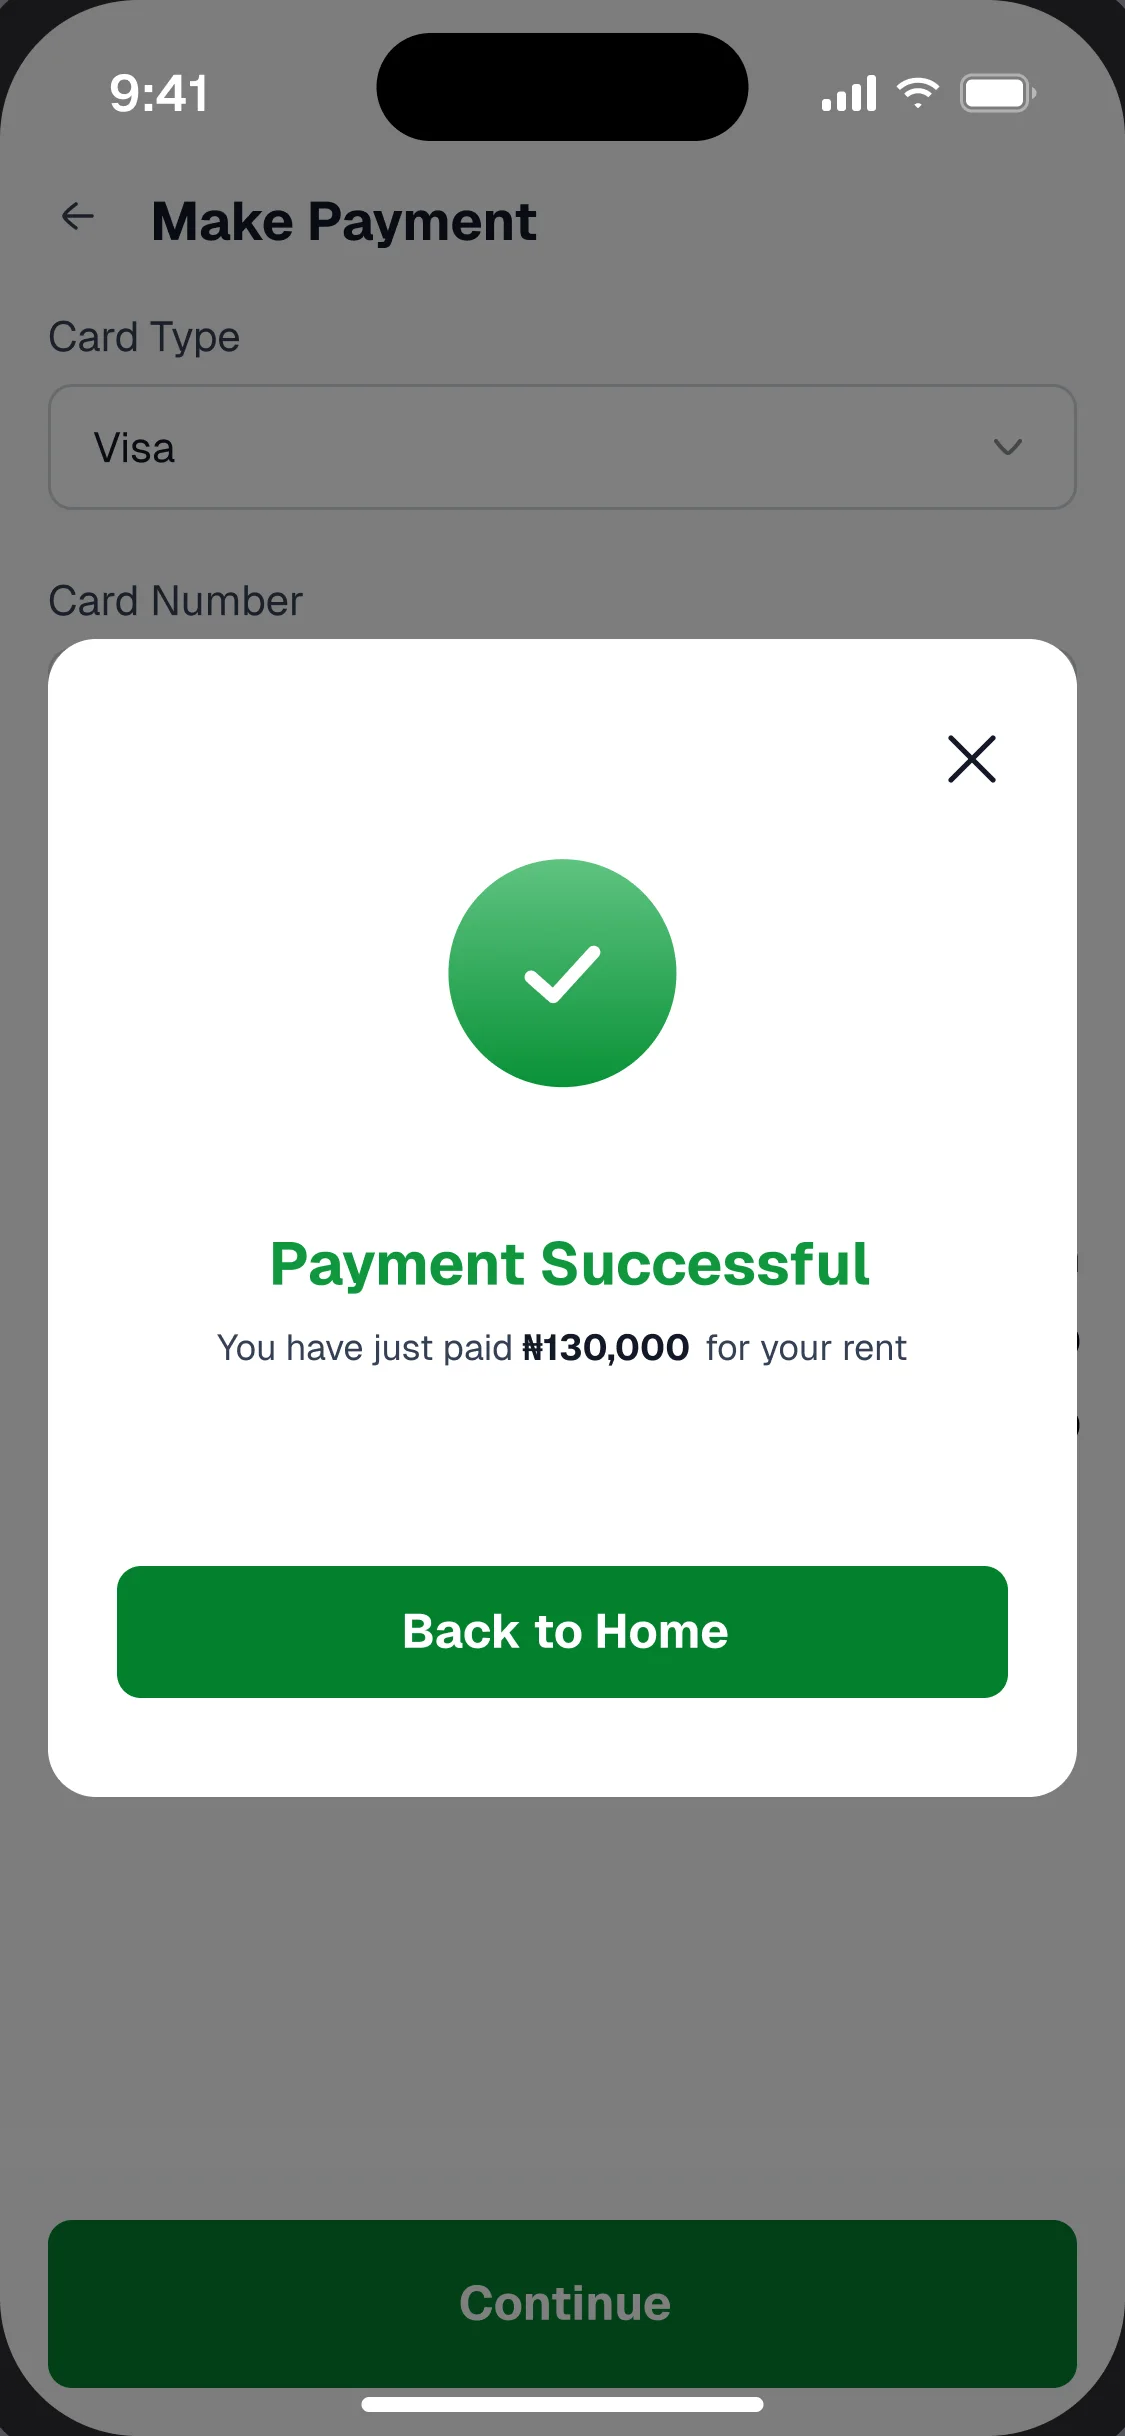 9:41
Make Payment
Card Type
Visa
Card Number
Payment Successful
You have just paid ₦130,000 for your rent
Back to Home
Continue